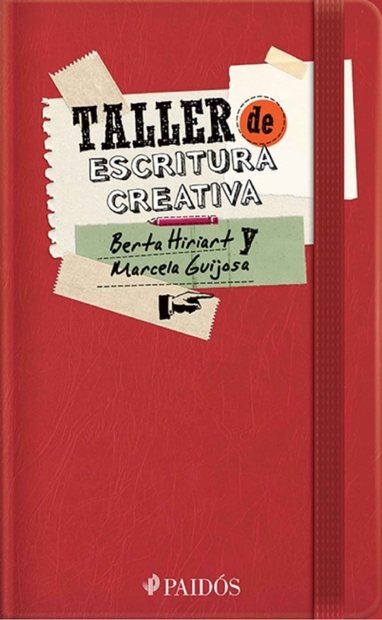 TALLER de
ESCRITURA
CREATIVA
Berta Hiriart y
Marcela Guijosa
PAIDÓS